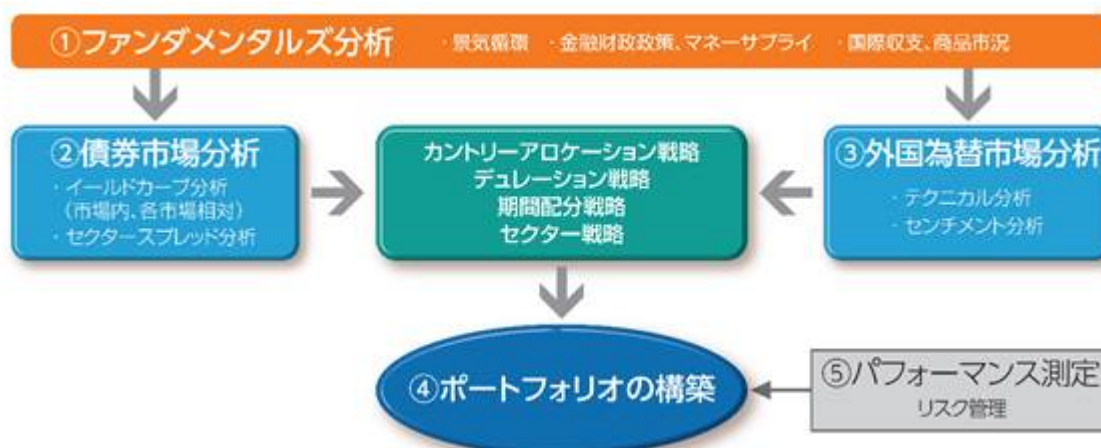 ①ファンダメンタルズ分析 ・景気循環 ・金融財政政策、マネーサプライ ・国際収支、商品市況
②債券市場分析
・イールドカーブ分析
(市場内、各市場相対)
・セクタースプレッド分析
カントリーアロケーション戦略
デュレーション戦略
期間配分戦略
セクター戦略
③外国為替市場分析
・テクニカル分析
・センチメント分析
④ポートフォリオの構築
⑤パフォーマンス測定
リスク管理